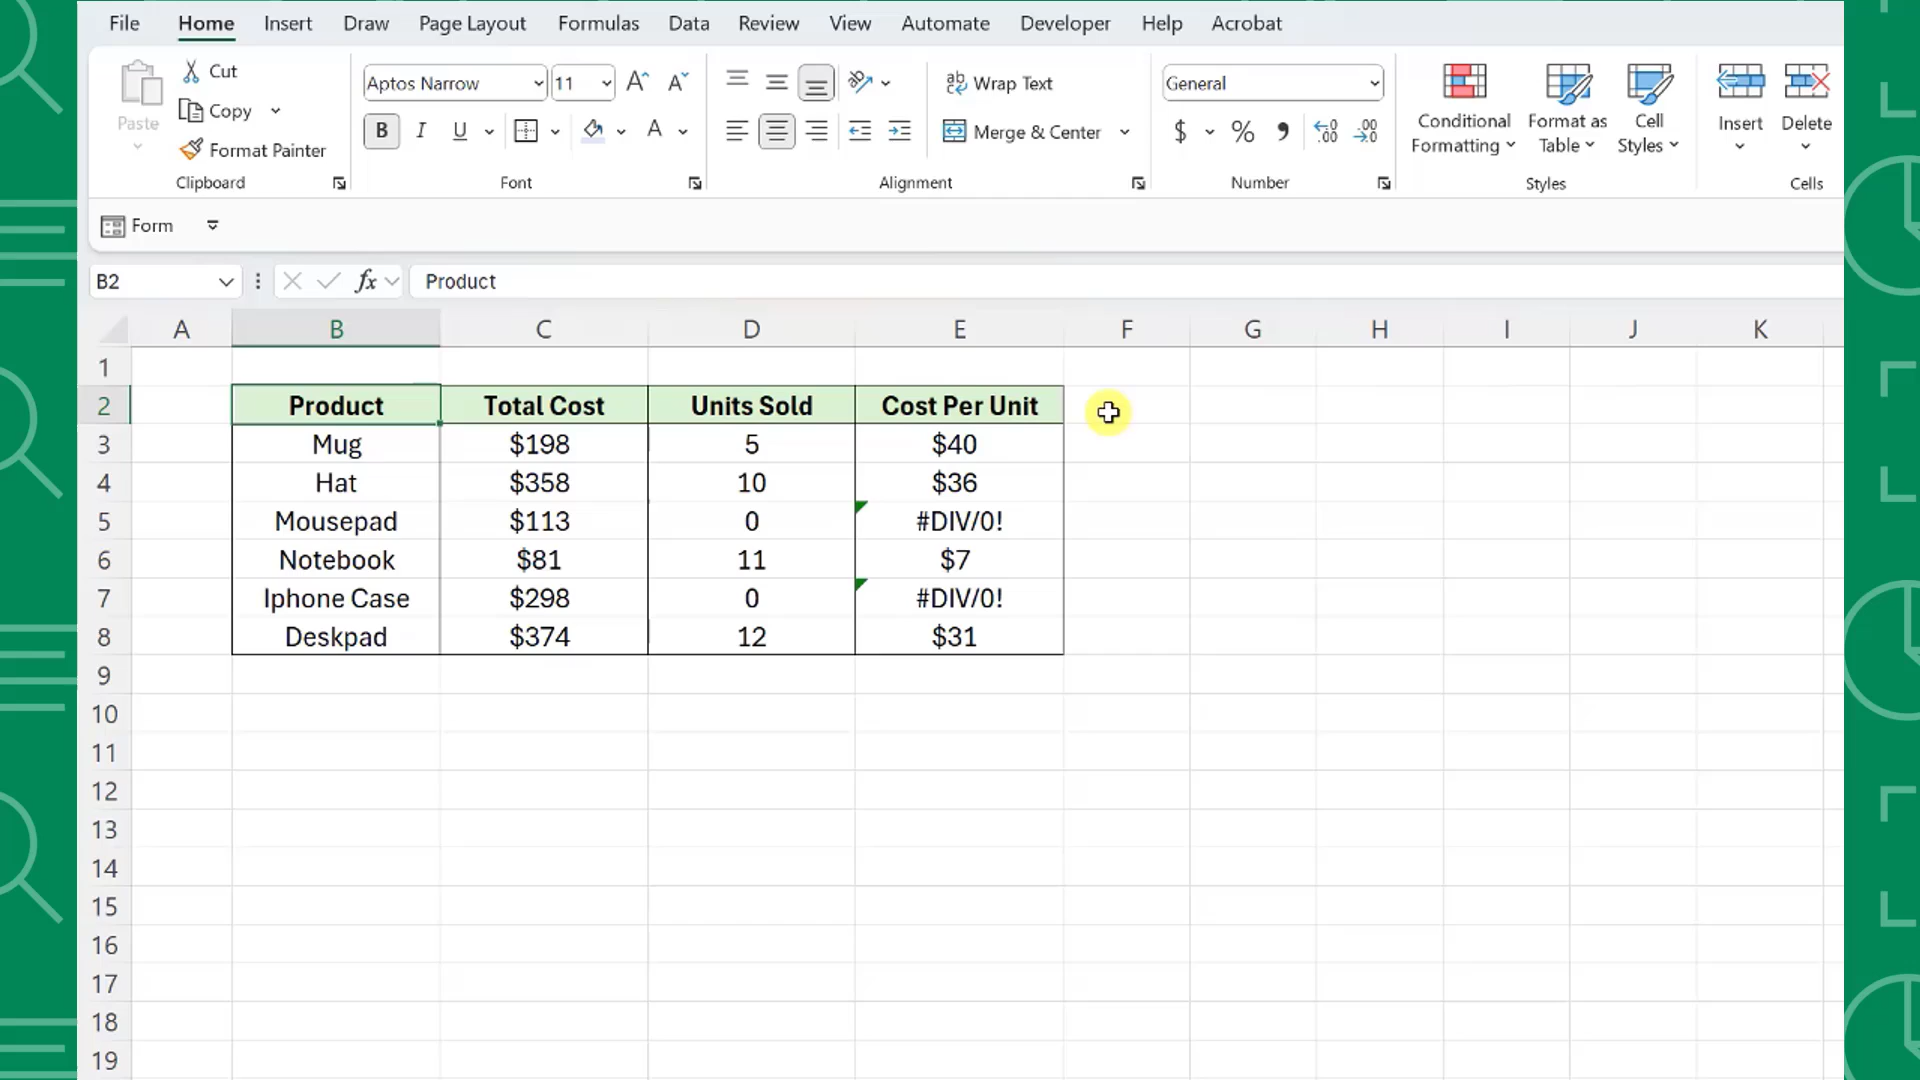 File Home Insert Draw Page Layout Formulas Data Review View Automate Developer Help Acrobat
Paste
Cut
Copy
Format Painter
Clipboard
Aptos Narrow 11 A A
B I U A
Font
ab Wrap Text
Merge & Center
Alignment
General
$ % 9 .00 .00
Number
Conditional Formatting
Format as Table
Cell Styles
Styles
Insert Delete
Cells
Form
B2 fx Product
A B C D E F G H I J K
1
2 Product Total Cost Units Sold Cost Per Unit
3 Mug $198 5 $40
4 Hat $358 10 $36
5 Mousepad $113 0 #DIV/0!
6 Notebook $81 11 $7
7 Iphone Case $298 0 #DIV/0!
8 Deskpad $374 12 $31
9
10
11
12
13
14
15
16
17
18
19